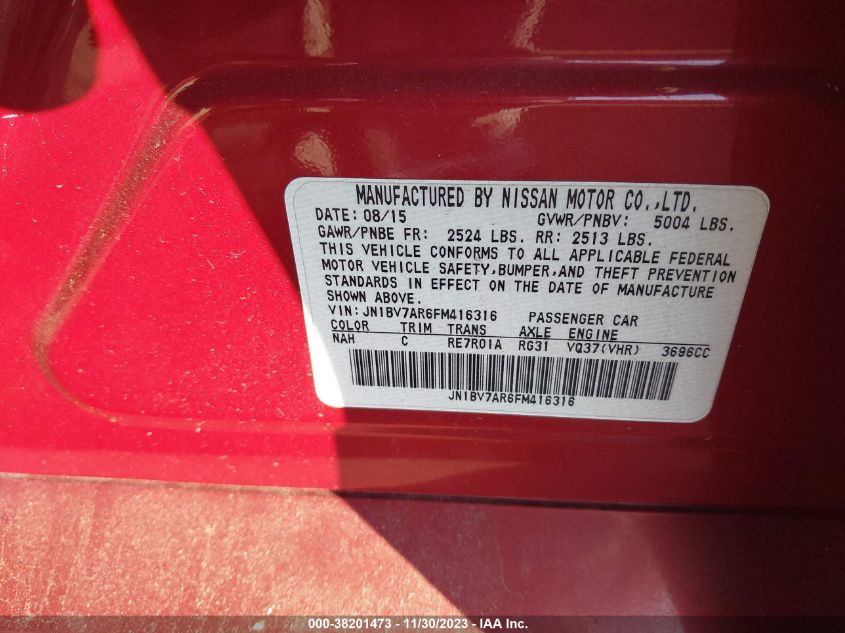 MANUFACTURED BY NISSAN MOTOR CO.,LTD.
DATE: 08/15 GVWR/PNBV: 5004 LBS.
GAWR/PNBE FR: 2524 LBS. RR: 2513 LBS.
THIS VEHICLE CONFORMS TO ALL APPLICABLE FEDERAL
MOTOR VEHICLE SAFETY,BUMPER,AND THEFT PREVENTION
STANDARDS IN EFFECT ON THE DATE OF MANUFACTURE
SHOWN ABOVE.
VIN: JN1BV7AR6FM416316 PASSENGER CAR
COLOR TRIM TRANS AXLE ENGINE
NAH C RE7R01A RG31 VQ37(VHR) 3696CC
JN1BV7AR6FM416316
000-38201473 - 11/30/2023 - IAA Inc.